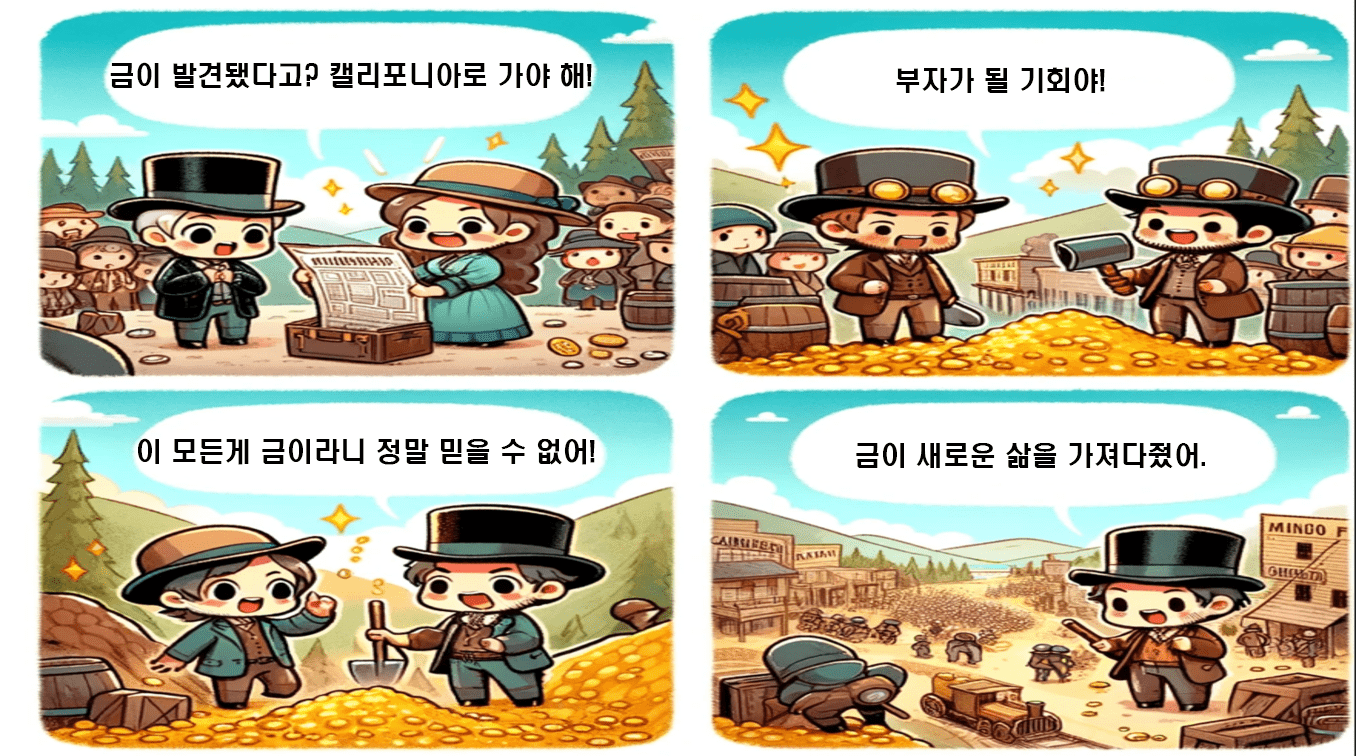 금이 발견됐다고? 캘리포니아로 가야 해!
부자가 될 기회야!
이 모든게 금이라니 정말 믿을 수 없어!
금이 새로운 삶을 가져다줬어.
MINDO F